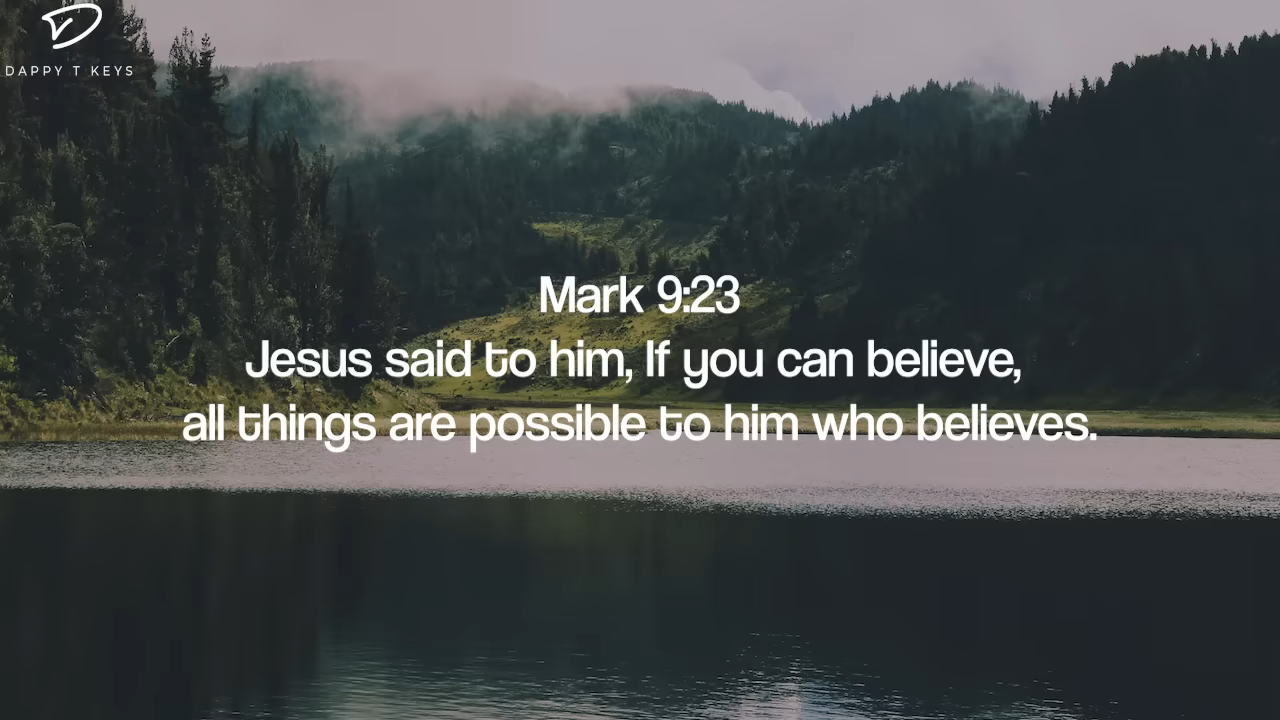 DAPPY T KEYS
Mark 9:23
Jesus said to him, If you can believe,
all things are possible to him who believes.